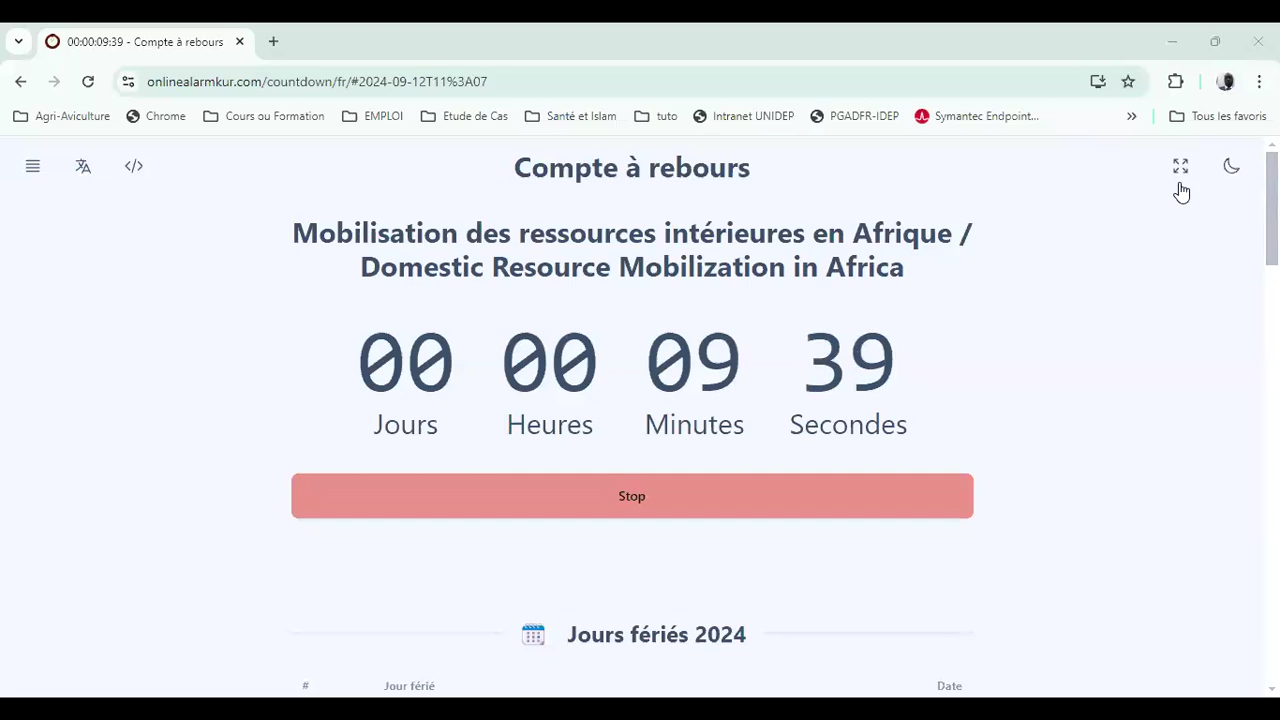 00:00:09:39 - Compte à rebours
onlinealarmkur.com/countdown/fr/#2024-09-12T11%3A07
Agri-Aviculture Chrome Cours ou Formation EMPLOI Etude de Cas Santé et Islam tuto Intranet UNIDEP PGADFR-IDEP Symantec Endpoint... » Tous les favoris
Compte à rebours
Mobilisation des ressources intérieures en Afrique /
Domestic Resource Mobilization in Africa
00 00 09 39
Jours Heures Minutes Secondes
Stop
Jours fériés 2024
# Jour férié Date